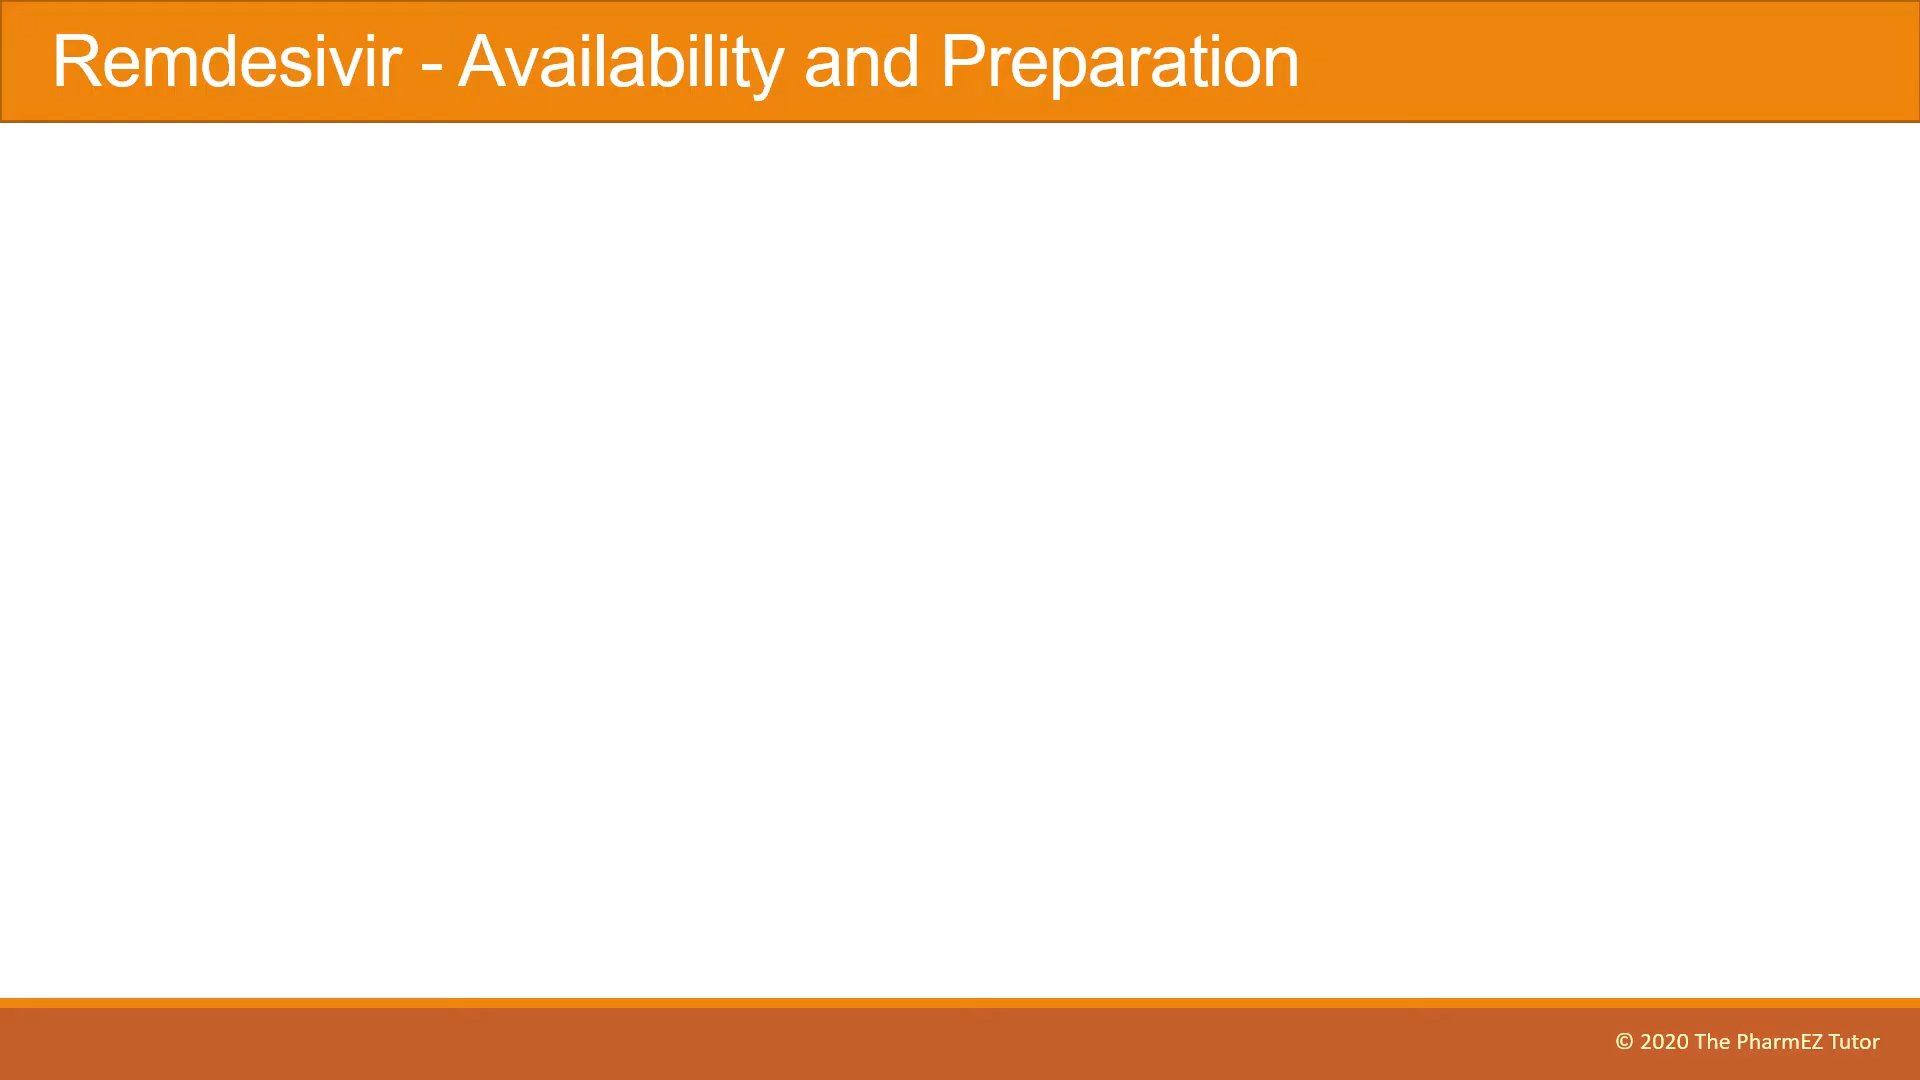 Remdesivir - Availability and Preparation
© 2020 The PharmEZ Tutor